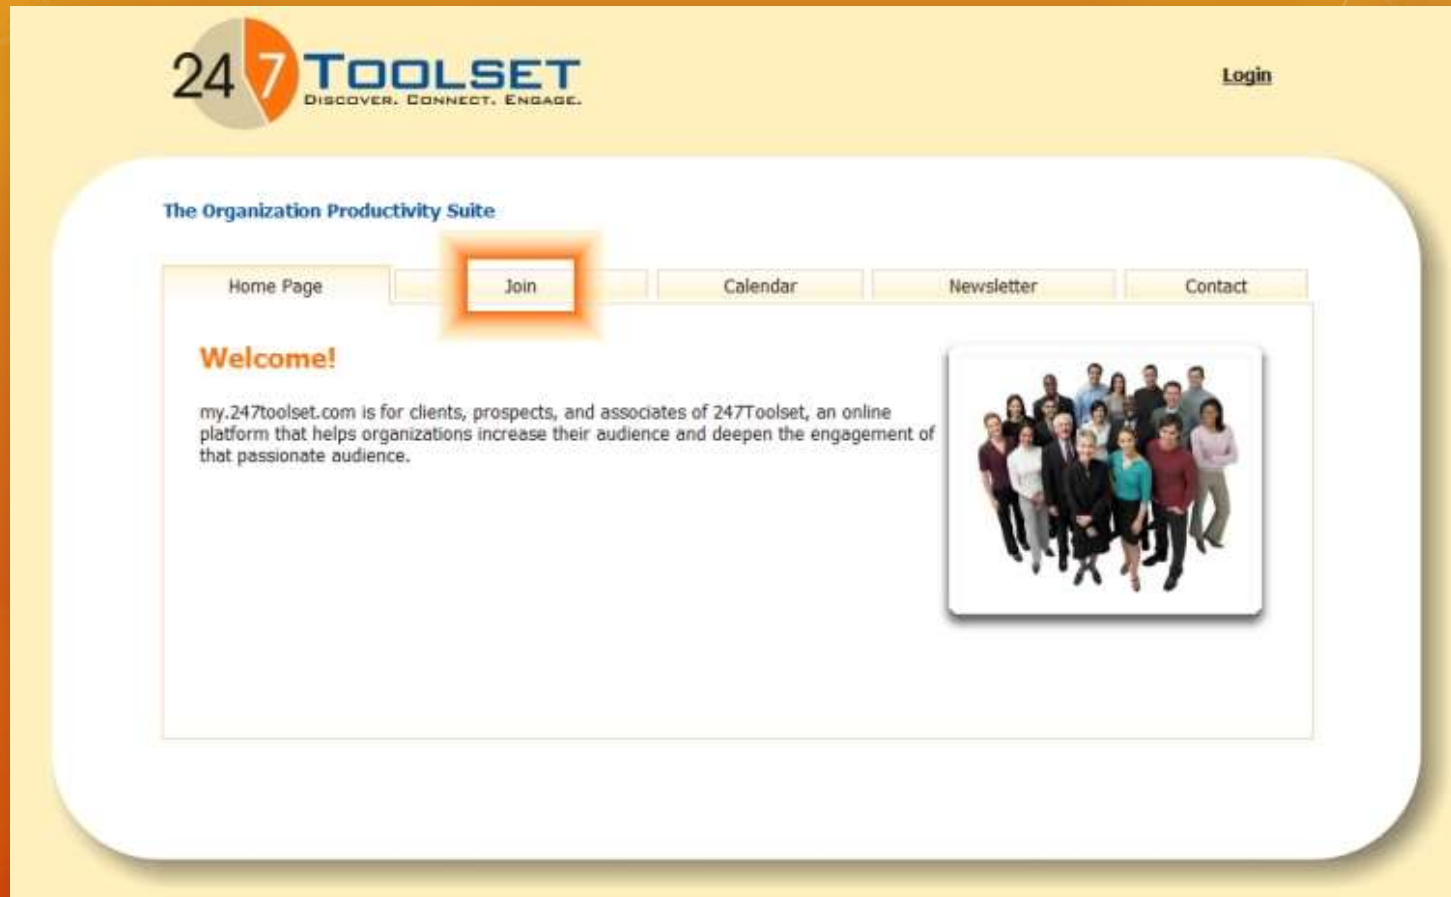 24 7 TOOLSET
DISCOVER. CONNECT. ENGAGE.
Login
The Organization Productivity Suite
Home Page Join Calendar Newsletter Contact
Welcome!
my.247toolset.com is for clients, prospects, and associates of 247Toolset, an online
platform that helps organizations increase their audience and deepen the engagement of
that passionate audience.